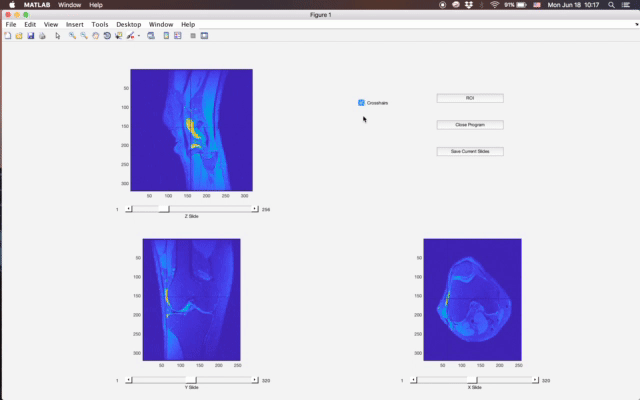 MATLAB Window Help
91% Mon Jun 18 10:17
Figure 1
File Edit View Insert Tools Desktop Window Help
50
100
150
200
250
300
50 100 150 200 250 300
1 256
Z Slide
Crosshairs
ROI
Close Program
Save Current Slides
50
100
150
200
250
300
50 100 150 200 250
1 320
Y Slide
50
100
150
200
250
300
50 100 150 200 250
1 320
X Slide